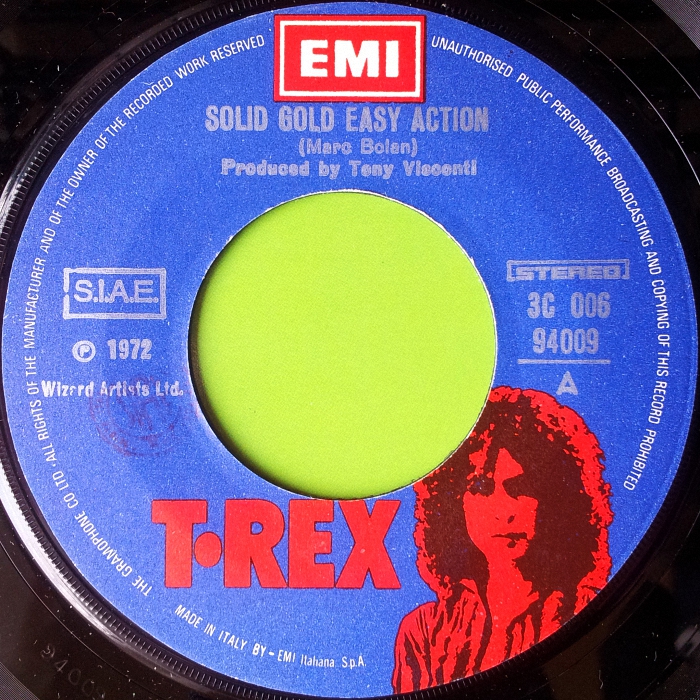 EMI
THE GRAMOPHONE CO LTD · ALL RIGHTS OF THE MANUFACTURER AND OF THE OWNER OF THE RECORDED WORK RESERVED
UNAUTHORISED PUBLIC PERFORMANCE BROADCASTING AND COPYING OF THIS RECORD PROHIBITED
SOLID GOLD EASY ACTION
(Marc Bolan)
Produced by Tony Visconti
S.I.A.E.
℗ 1972
Wizard Artists Ltd.
STEREO
3C 006
94009
A
T·REX
MADE IN ITALY BY - EMI Italiana S.p.A.